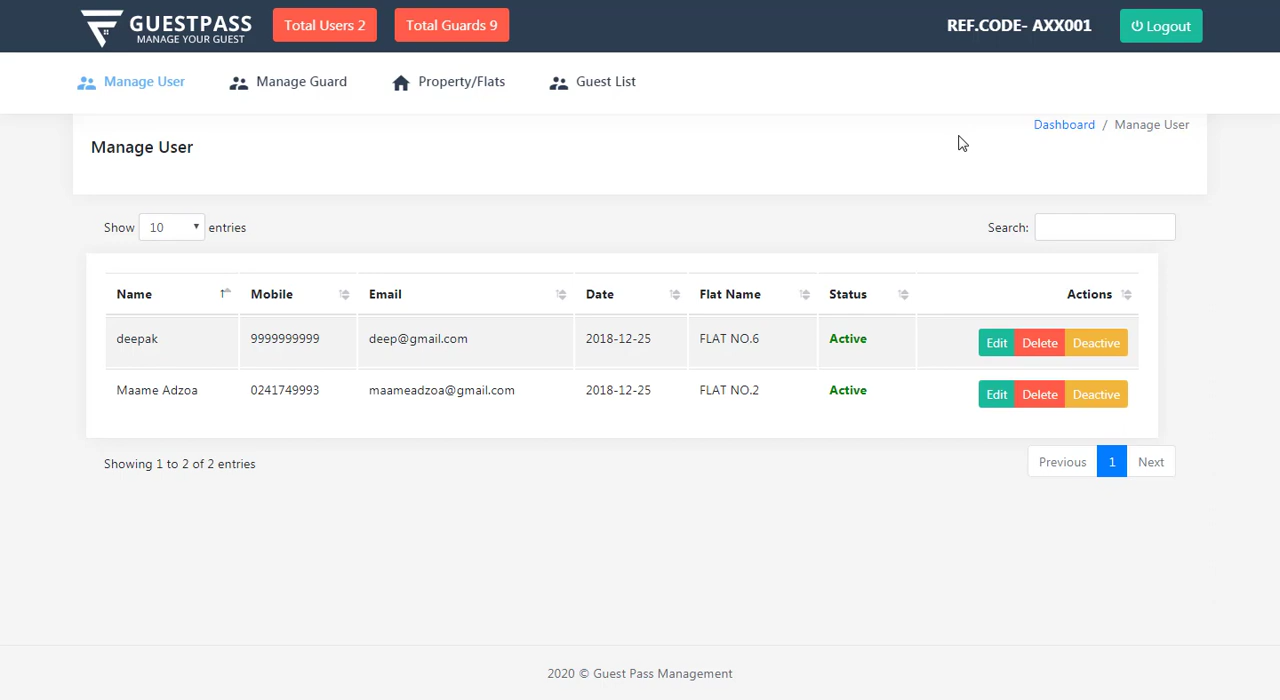 GUESTPASS
MANAGE YOUR GUEST
Total Users 2
Total Guards 9
REF.CODE- AXX001
Logout
Manage User
Manage Guard
Property/Flats
Guest List
Dashboard / Manage User
Manage User
Show 10 entries
Search:
Name Mobile Email Date Flat Name Status Actions
deepak 9999999999 deep@gmail.com 2018-12-25 FLAT NO.6 Active Edit Delete Deactive
Maame Adzoa 0241749993 maameadzoa@gmail.com 2018-12-25 FLAT NO.2 Active Edit Delete Deactive
Showing 1 to 2 of 2 entries
Previous 1 Next
2020 © Guest Pass Management